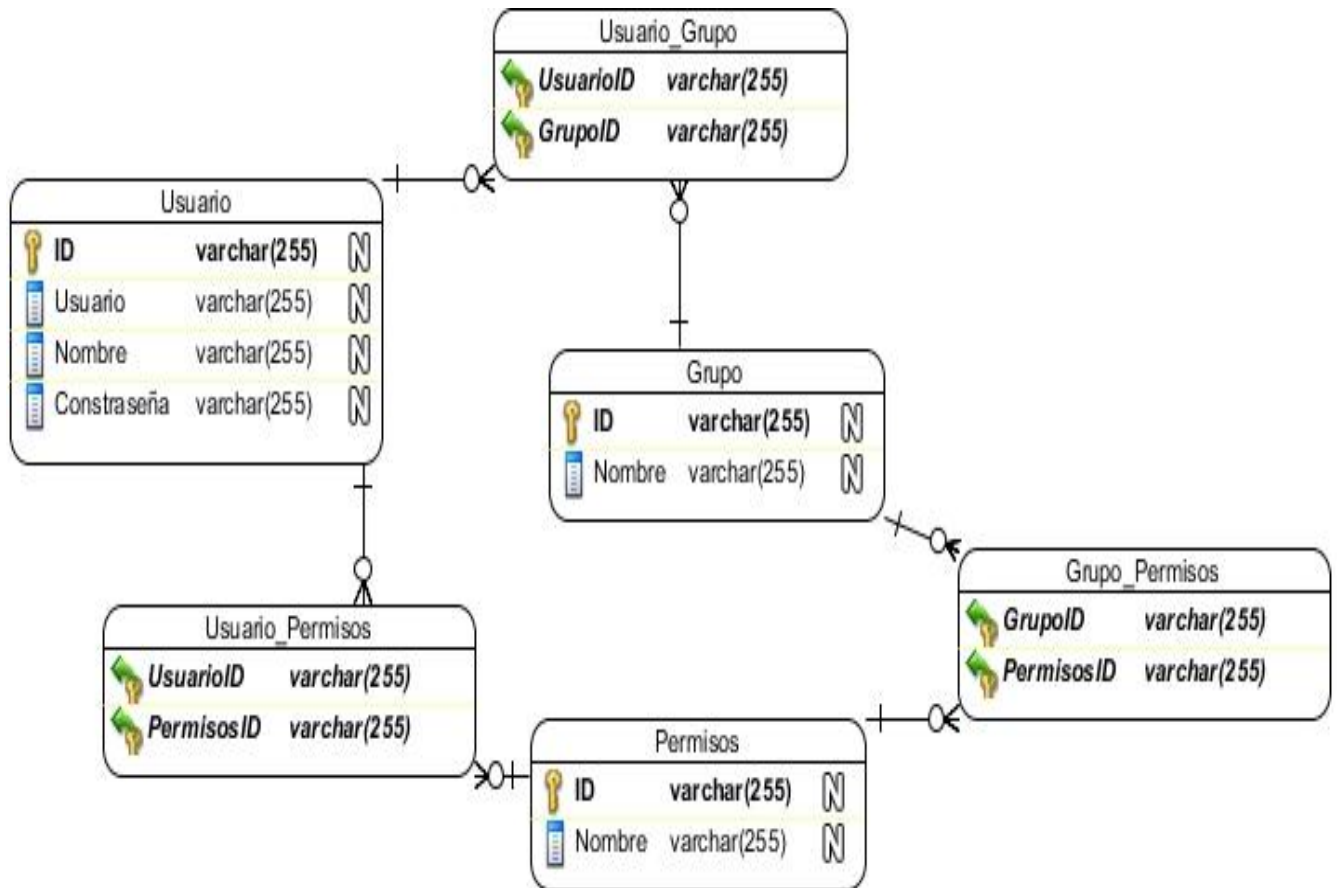 Usuario_Grupo
UsuarioID varchar(255)
GrupoID varchar(255)
Usuario
ID varchar(255) N
Usuario varchar(255) N
Nombre varchar(255) N
Constraseña varchar(255) N
Grupo
ID varchar(255) N
Nombre varchar(255) N
Grupo_Permisos
GrupoID varchar(255)
PermisosID varchar(255)
Usuario_Permisos
UsuarioID varchar(255)
PermisosID varchar(255)
Permisos
ID varchar(255) N
Nombre varchar(255) N